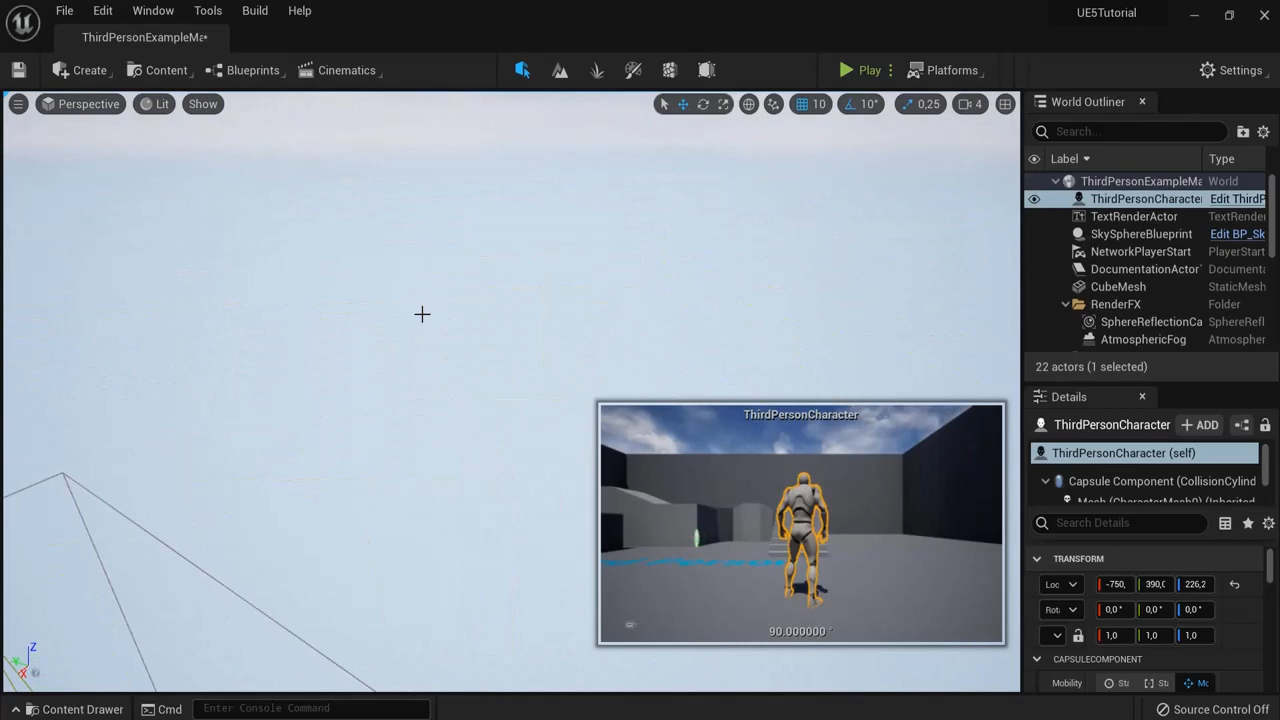 File Edit Window Tools Build Help
UE5Tutorial
ThirdPersonExampleMa•
Create Content Blueprints Cinematics Play Platforms Settings
Perspective Lit Show 10 10° 0,25 4
World Outliner
Search...
Label Type
ThirdPersonExampleMa World
ThirdPersonCharacter Edit ThirdP
TextRenderActor TextRende
SkySphereBlueprint Edit BP_Sk
NetworkPlayerStart PlayerStart
DocumentationActor Documenta
CubeMesh StaticMesh
RenderFX Folder
SphereReflectionCa SphereRefl
AtmosphericFog Atmospher
22 actors (1 selected)
Details
ThirdPersonCharacter ADD
ThirdPersonCharacter (self)
Capsule Component (CollisionCylind
Mesh (CharacterMesh0) (Inherited
Search Details
TRANSFORM
Loc -750, 390,0 226,2
Rot 0,0° 0,0° 0,0°
1,0 1,0 1,0
CAPSULECOMPONENT
Mobility Sta Sta Mo
ThirdPersonCharacter
90.000000 °
Z
X
Content Drawer Cmd Enter Console Command Source Control Off